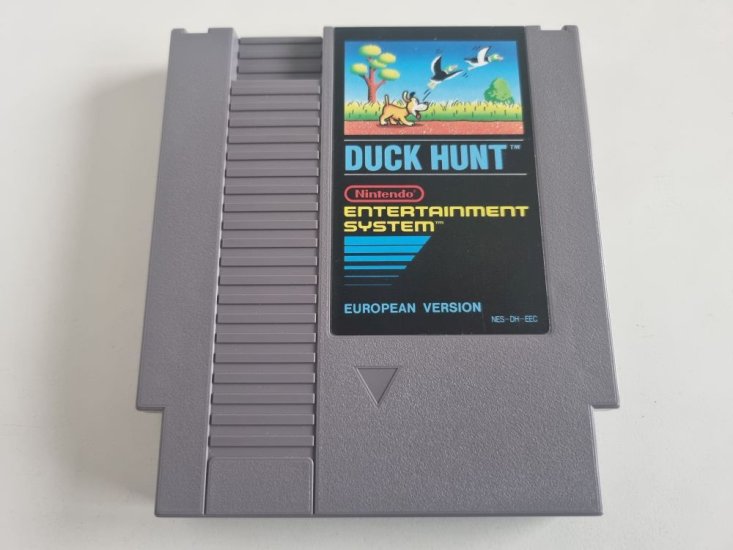 DUCK HUNT™
Nintendo®
ENTERTAINMENT
SYSTEM™
EUROPEAN VERSION
NES-DH-EEC